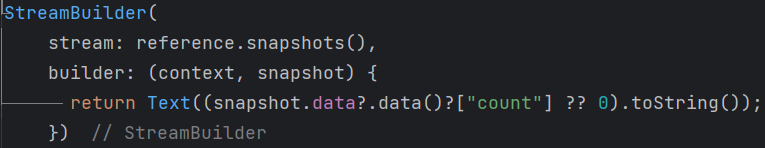 StreamBuilder(
    stream: reference.snapshots(),
    builder: (context, snapshot) {
      return Text((snapshot.data?.data()?["count"] ?? 0).toString());
    })  // StreamBuilder